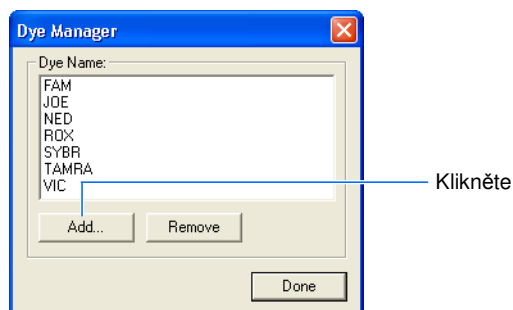 Dye Manager
Dye Name:
FAM
JOE
NED
ROX
SYBR
TAMRA
VIC
Klikněte
Add... Remove
Done